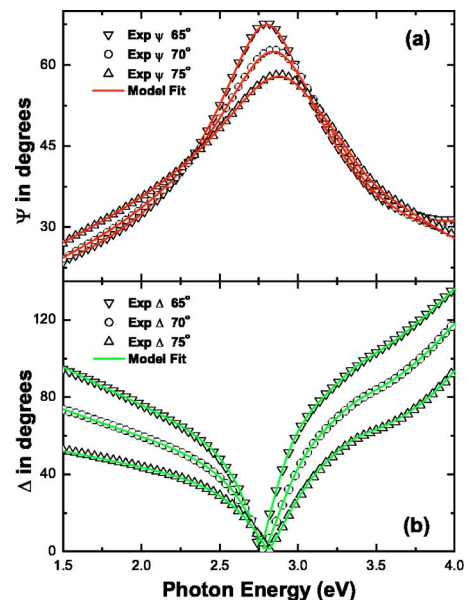 (a)
Exp ψ 65°
Exp ψ 70°
Exp ψ 75°
Model Fit
60
45
30
Ψ in degrees
Exp Δ 65°
Exp Δ 70°
Exp Δ 75°
Model Fit
120
80
40
0
Δ in degrees
(b)
1.5 2.0 2.5 3.0 3.5 4.0
Photon Energy (eV)